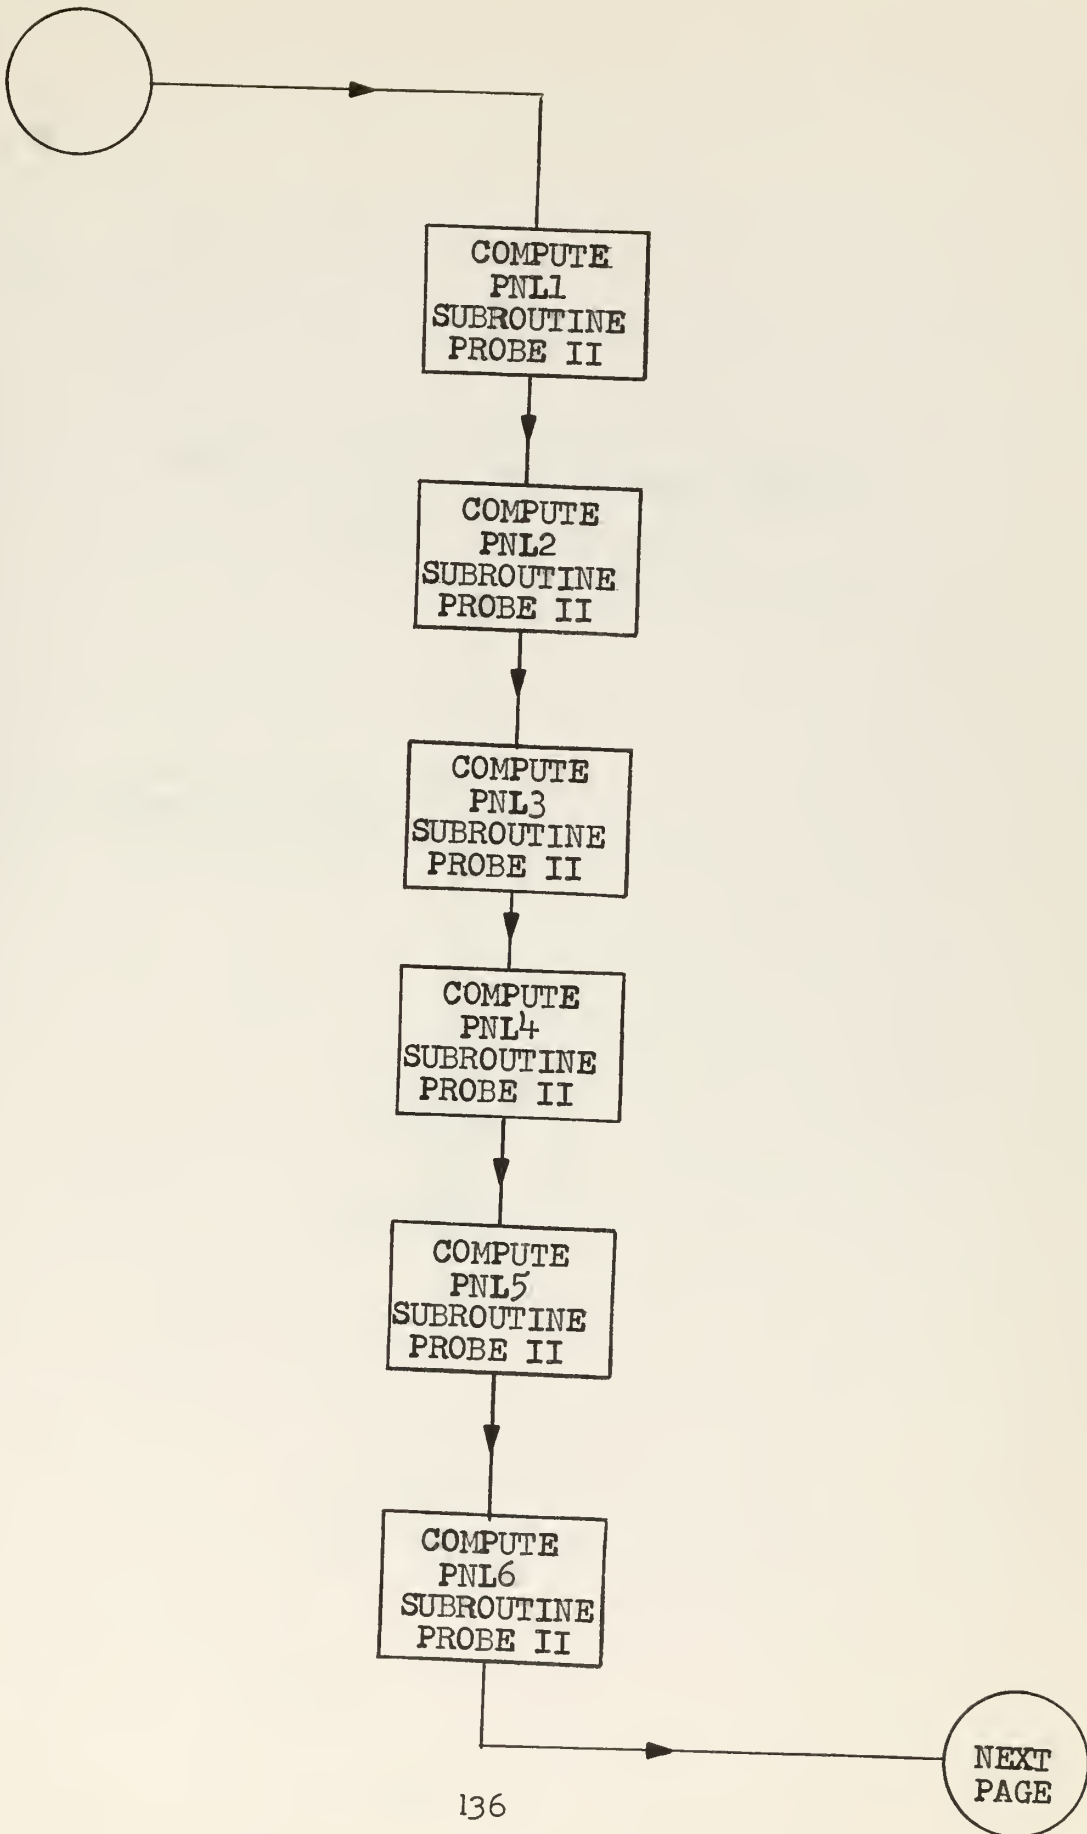 COMPUTE
PNL1
SUBROUTINE
PROBE II
COMPUTE
PNL2
SUBROUTINE
PROBE II
COMPUTE
PNL3
SUBROUTINE
PROBE II
COMPUTE
PNL4
SUBROUTINE
PROBE II
COMPUTE
PNL5
SUBROUTINE
PROBE II
COMPUTE
PNL6
SUBROUTINE
PROBE II
NEXT
PAGE
136